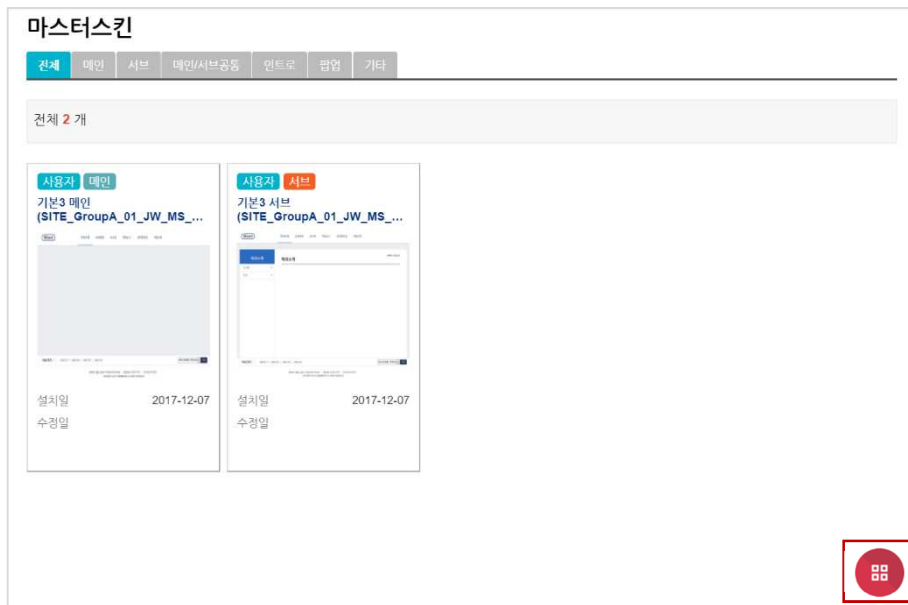 마스터스킨
전체 메인 서브 메인/서브공통 인트로 팝업 기타
전체 2 개
사용자 메인
기본3 메인
(SITE_GroupA_01_JW_MS_...
설치일 2017-12-07
수정일
사용자 서브
기본3 서브
(SITE_GroupA_01_JW_MS_...
설치일 2017-12-07
수정일